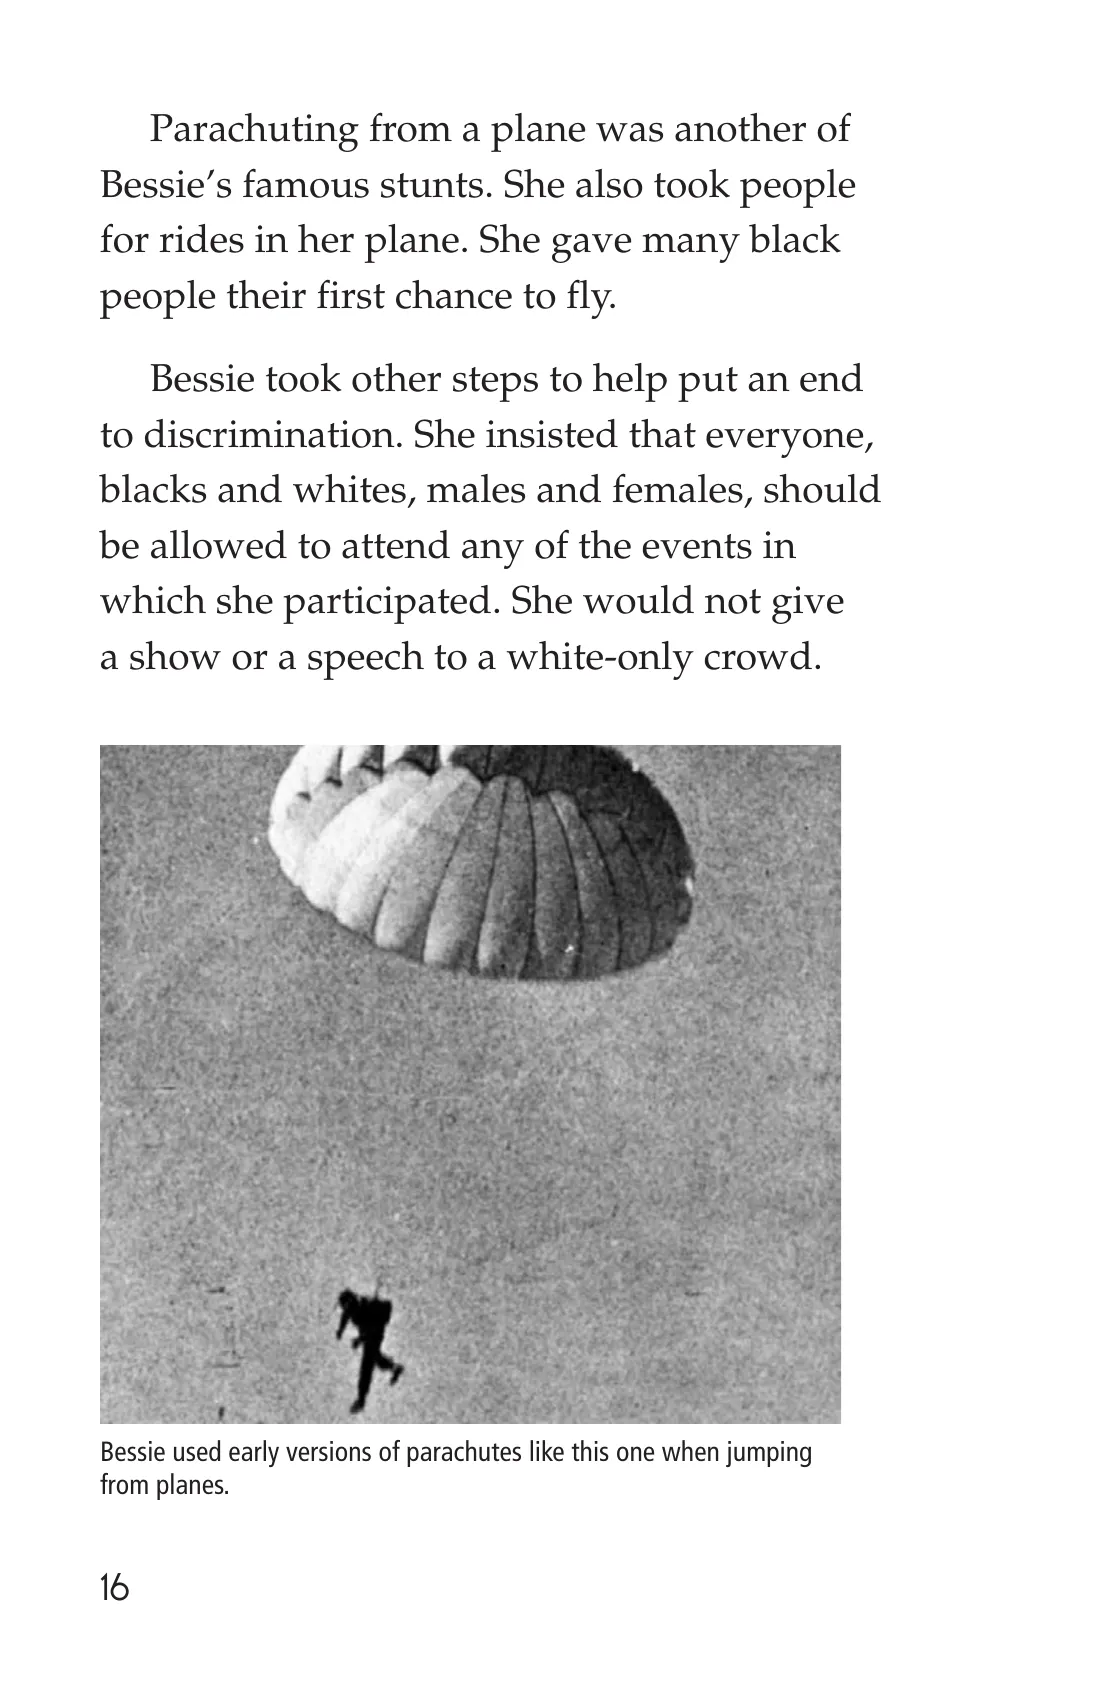 Parachuting from a plane was another of
Bessie’s famous stunts. She also took people
for rides in her plane. She gave many black
people their first chance to fly.
Bessie took other steps to help put an end
to discrimination. She insisted that everyone,
blacks and whites, males and females, should
be allowed to attend any of the events in
which she participated. She would not give
a show or a speech to a white-only crowd.
Bessie used early versions of parachutes like this one when jumping
from planes.
16